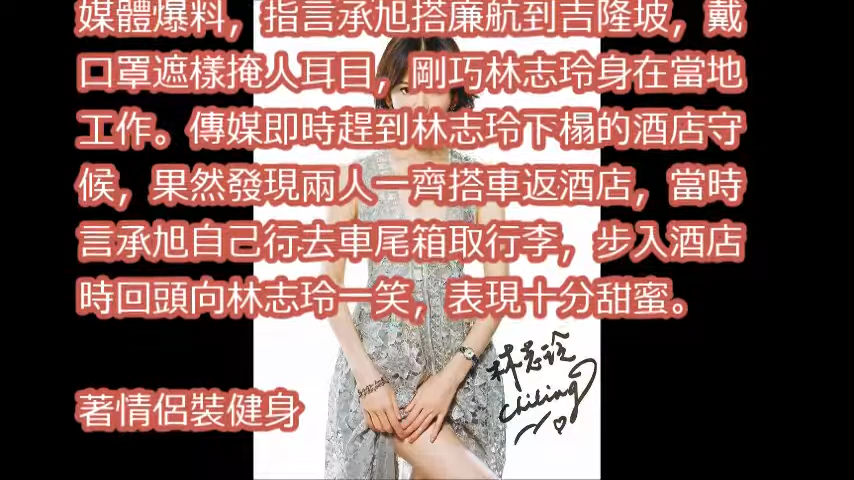 媒體爆料，指言承旭搭廉航到吉隆坡，戴
口罩遮樣掩人耳目，剛巧林志玲身在當地
工作。傳媒即時趕到林志玲下榻的酒店守
候，果然發現兩人一齊搭車返酒店，當時
言承旭自己行去車尾箱取行李，步入酒店
時回頭向林志玲一笑，表現十分甜蜜。
著情侶裝健身
林志玲
Chiling